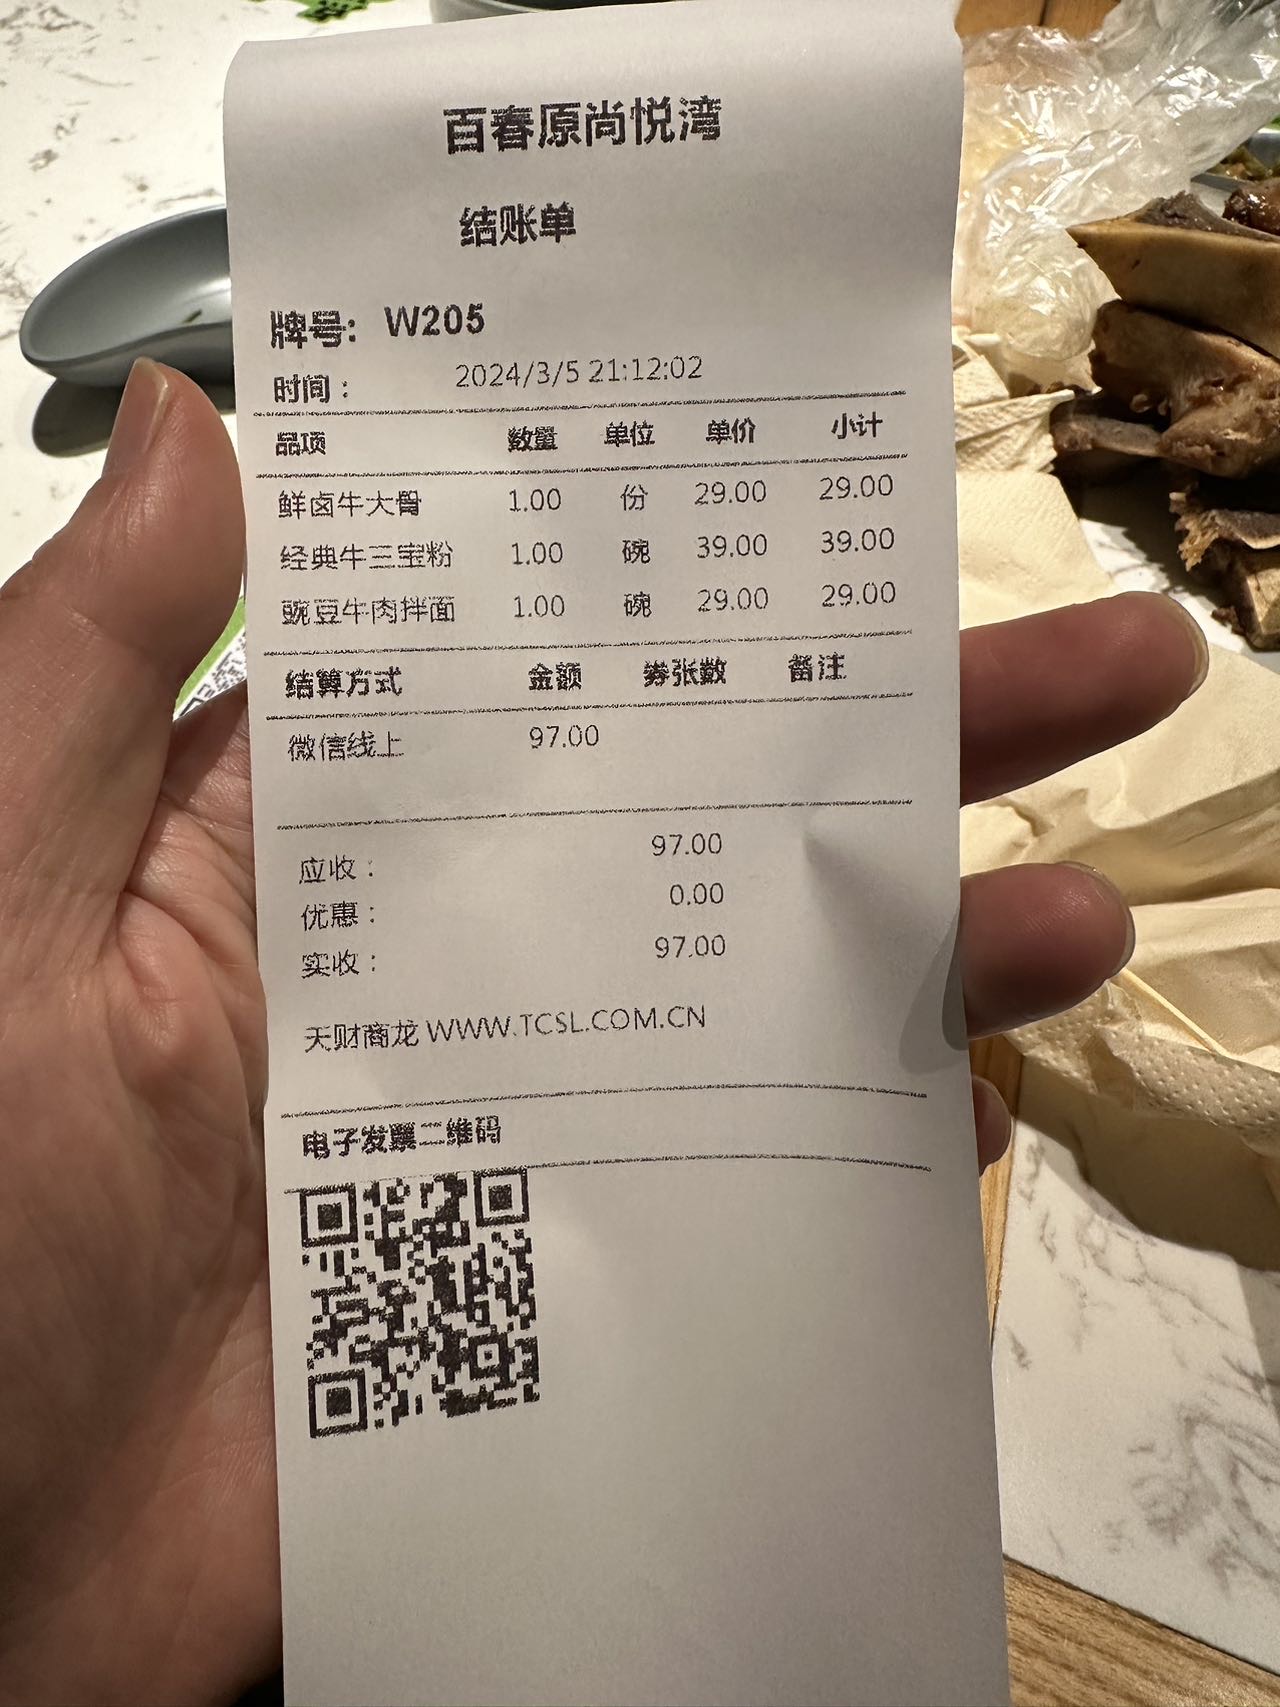 百春原尚悦湾
结账单
牌号: W205
时间： 2024/3/5 21:12:02
品项 数量 单位 单价 小计
鲜卤牛大骨 1.00 份 29.00 29.00
经典牛三宝粉 1.00 碗 39.00 39.00
豌豆牛肉拌面 1.00 碗 29.00 29.00
结算方式 金额 券张数 备注
微信线上 97.00
应收： 97.00
优惠： 0.00
实收： 97.00
天财商龙 WWW.TCSL.COM.CN
电子发票二维码